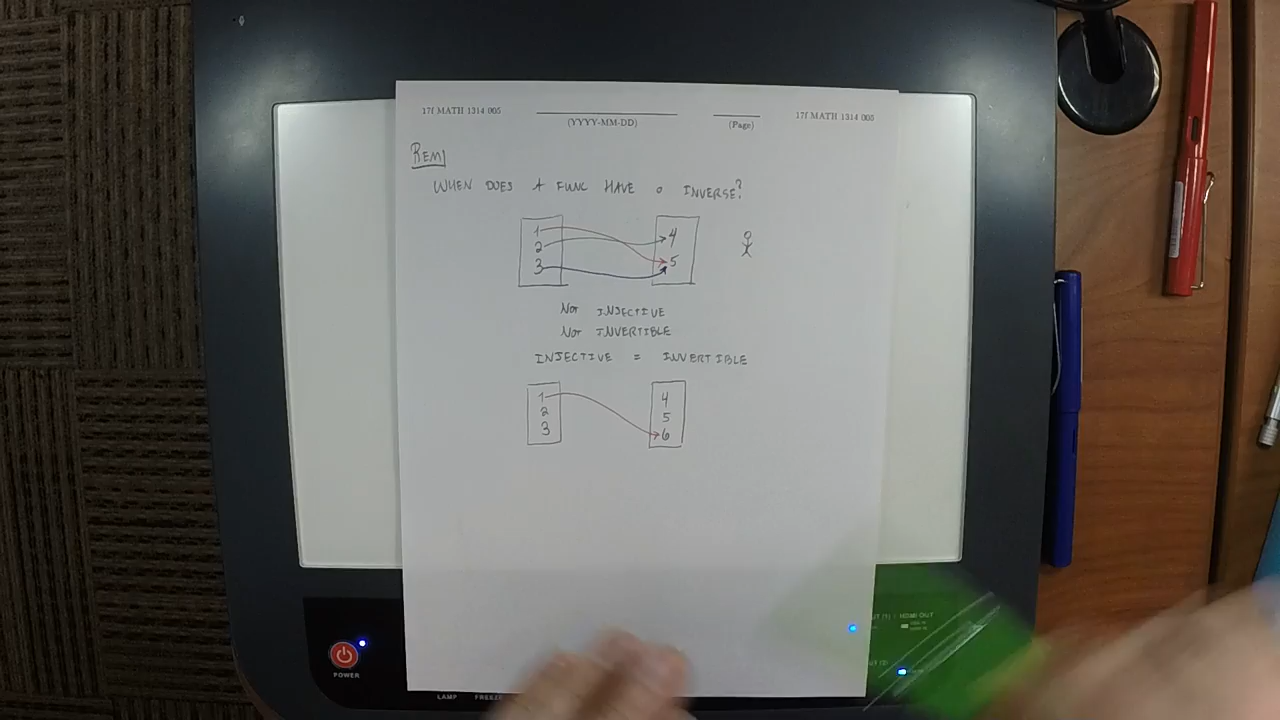 17f MATH 1314 005 (YYYY-MM-DD) (Page) 17f MATH 1314 005
REM
WHEN DOES A FUNC HAVE a INVERSE?
1 4
2 5
3
NOT INJECTIVE
NOT INVERTIBLE
INJECTIVE = INVERTIBLE
1 4
2 5
3 6
POWER
LAMP